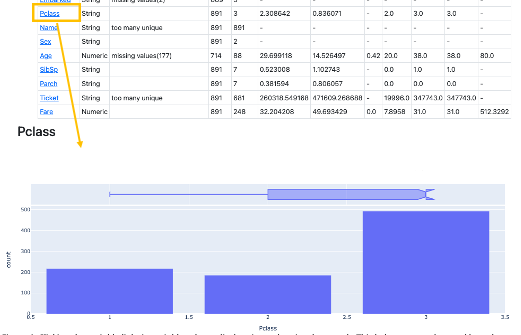 Embarked String missing values(2) 889 3 - - - - - - -
Pclass String 891 3 2.308642 0.836071 - 2.0 3.0 3.0 -
Name String too many unique 891 891 - - - - - - -
Sex String 891 2 - - - - - - -
Age Numeric missing values(177) 714 88 29.699118 14.526497 0.42 20.0 38.0 38.0 80.0
SibSp String 891 7 0.523008 1.102743 - 0.0 1.0 1.0 -
Parch String 891 7 0.381594 0.806057 - 0.0 0.0 0.0 -
Ticket String too many unique 891 681 260318.549168 471609.268688 - 19996.0 347743.0 347743.0 -
Fare Numeric 891 248 32.204208 49.693429 0.0 7.8958 31.0 31.0 512.3292
Pclass
500
400
300
200
100
0
count
0.5 1 1.5 2 2.5 3 3.5
Pclass